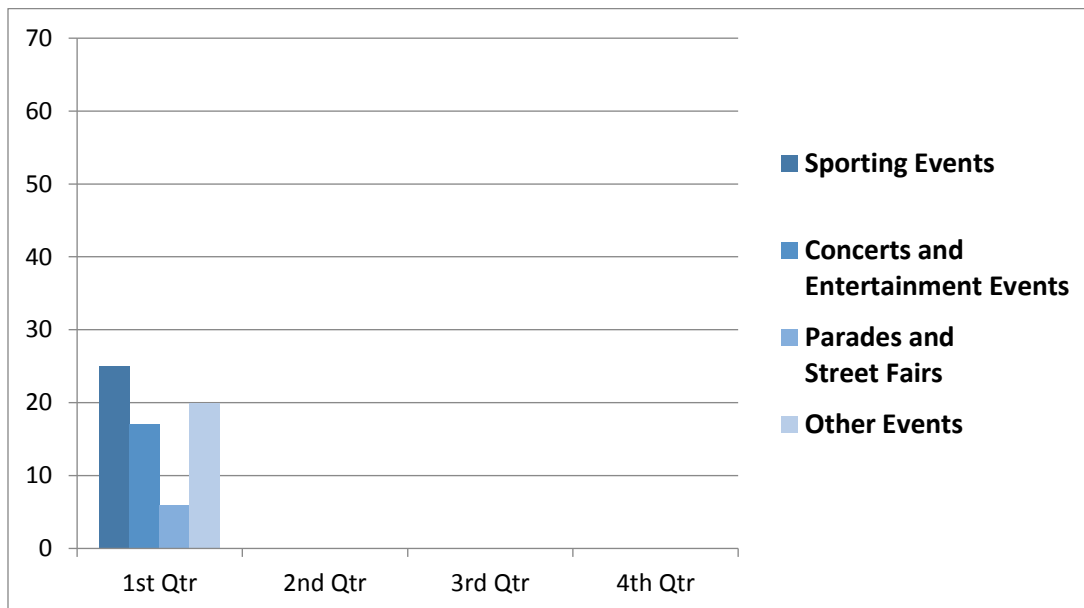 70
60
50
40
30
20
10
0
1st Qtr
2nd Qtr
3rd Qtr
4th Qtr
Sporting Events
Concerts and
Entertainment Events
Parades and
Street Fairs
Other Events